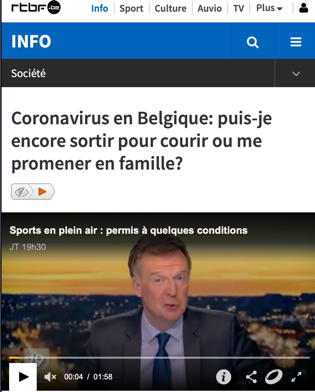 rtbf.be Info Sport Culture Auvio TV Plus
INFO
Société
Coronavirus en Belgique: puis-je
encore sortir pour courir ou me
promener en famille?
Sports en plein air : permis à quelques conditions
JT 19h30
00:04 / 01:58